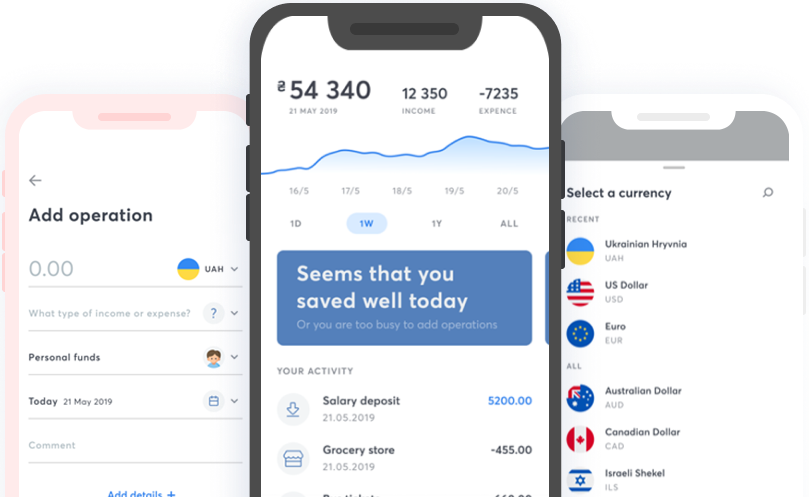 Add operation
0.00
UAH
What type of income or expense?
?
Personal funds
Today 21 May 2019
Comment
Add details +
₴54 340
21 MAY 2019
12 350
INCOME
-7235
EXPENCE
16/5 17/5 18/5 19/5 20/5
1D 1W 1Y ALL
Seems that you
saved well today
Or you are too busy to add operations
YOUR ACTIVITY
Salary deposit 5200.00
21.05.2019
Grocery store -455.00
21.05.2019
Select a currency
RECENT
Ukrainian Hryvnia
UAH
US Dollar
USD
Euro
EUR
ALL
Australian Dollar
AUD
Canadian Dollar
CAD
Israeli Shekel
ILS